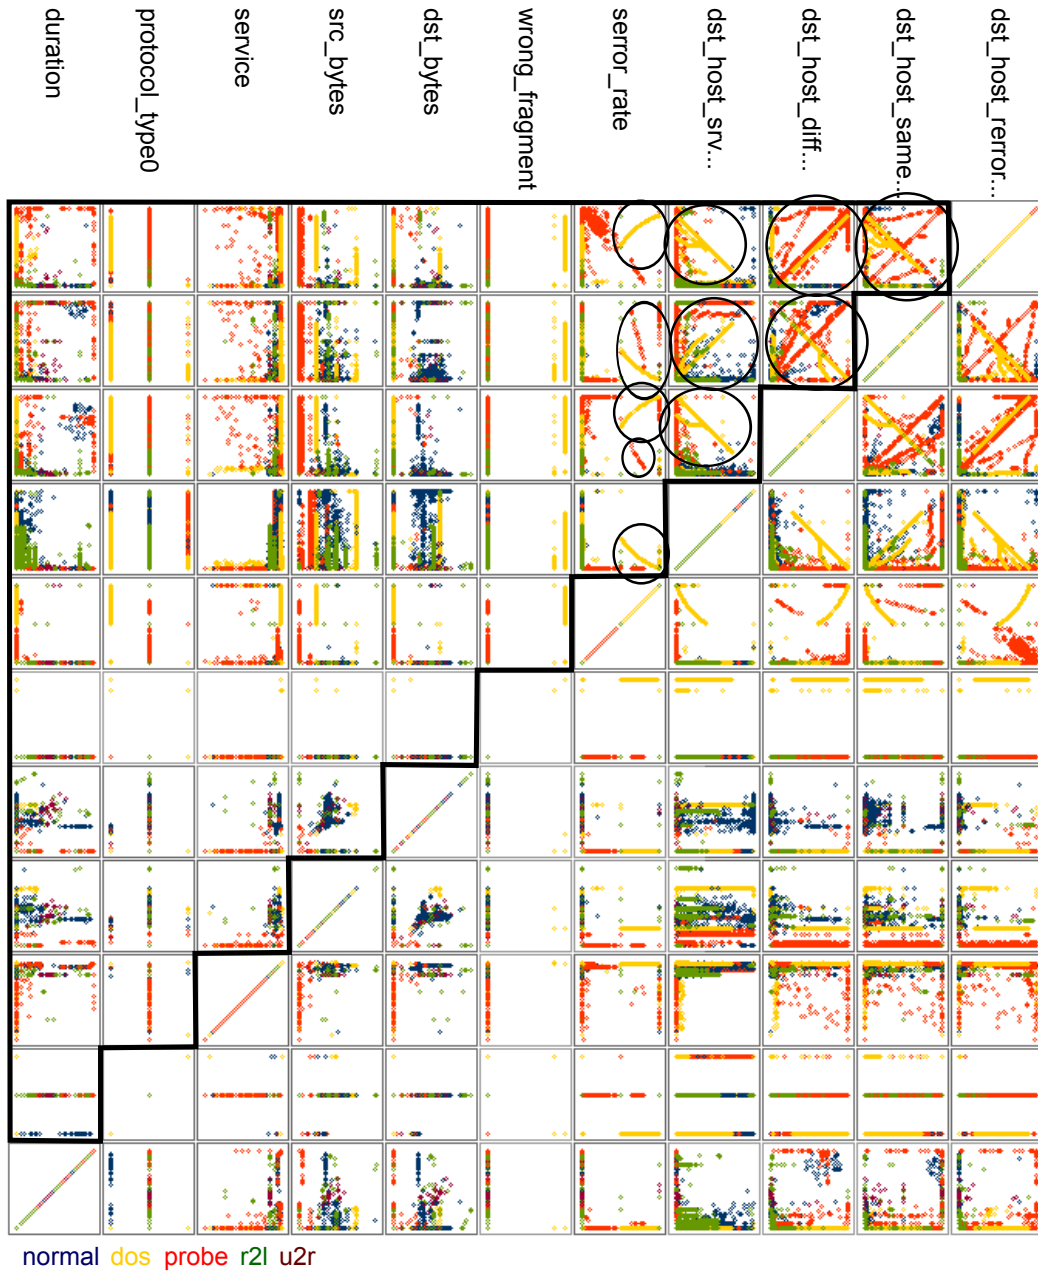 duration
protocol_type0
service
src_bytes
dst_bytes
wrong_fragment
serror_rate
dst_host_srv...
dst_host_diff...
dst_host_same...
dst_host_rerror...
normal dos probe r2l u2r